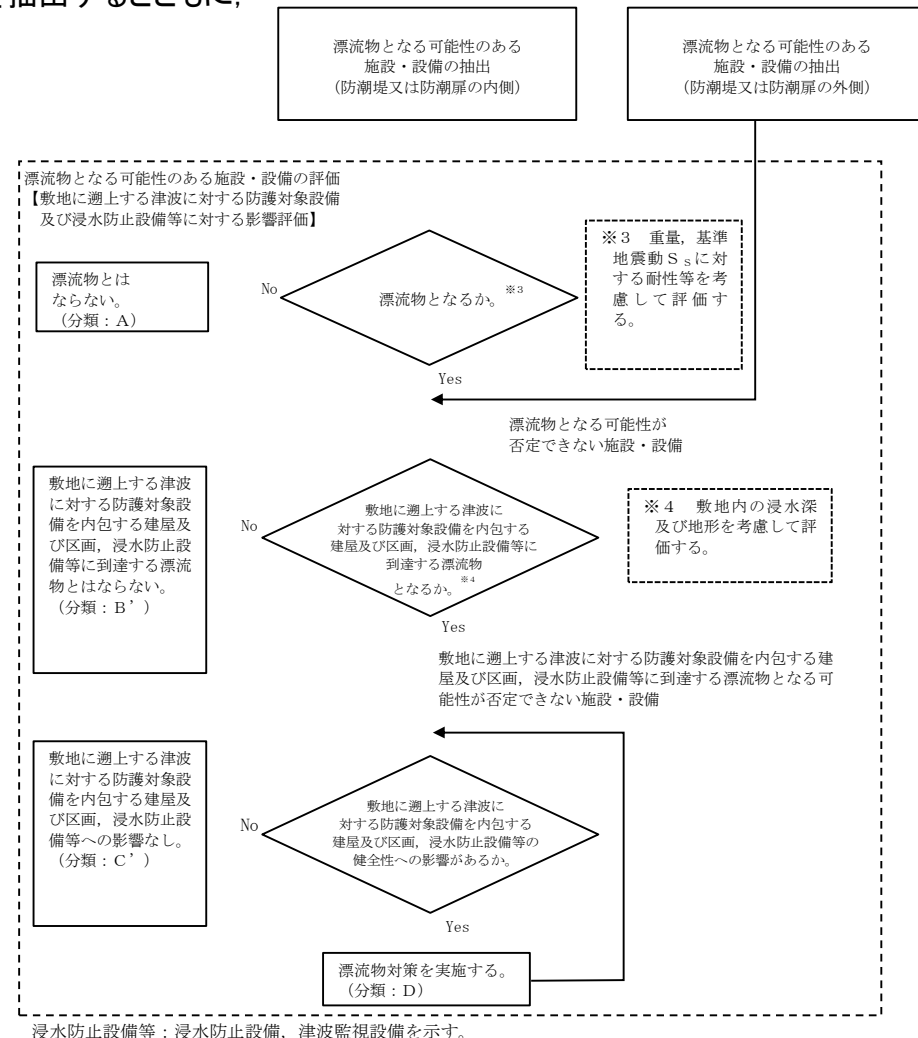 抽出するとともに,
漂流物となる可能性のある
施設・設備の抽出
(防潮堤又は防潮扉の内側)
漂流物となる可能性のある
施設・設備の抽出
(防潮堤又は防潮扉の外側)
漂流物となる可能性のある施設・設備の評価
【敷地に遡上する津波に対する防護対象設備
及び浸水防止設備等に対する影響評価】
漂流物とは
ならない。
(分類:A)
No
漂流物となるか。※3
※3 重量,基準
地震動Ssに対
する耐性等を考
慮して評価す
る。
Yes
漂流物となる可能性が
否定できない施設・設備
敷地に遡上する津波
に対する防護対象設
備を内包する建屋及
び区画,浸水防止設
備等に到達する漂流
物とはならない。
(分類:B’)
No
敷地に遡上する津波に
対する防護対象設備を内包する
建屋及び区画,浸水防止設備等に
到達する漂流物
となるか。※4
※4 敷地内の浸水深
及び地形を考慮して評
価する。
Yes
敷地に遡上する津波に対する防護対象設備を内包する建
屋及び区画,浸水防止設備等に到達する漂流物となる可
能性が否定できない施設・設備
敷地に遡上する津波
に対する防護対象設
備を内包する建屋及
び区画,浸水防止設
備等への影響なし。
(分類:C’)
No
敷地に遡上する津波に
対する防護対象設備を内包する
建屋及び区画,浸水防止設備等の
健全性への影響があるか。
Yes
漂流物対策を実施する。
(分類:D)
浸水防止設備等:浸水防止設備,津波監視設備を示す。